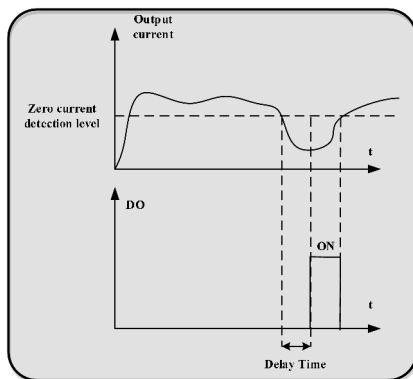 Output
current
Zero current
detection level
t
DO
ON
t
Delay Time